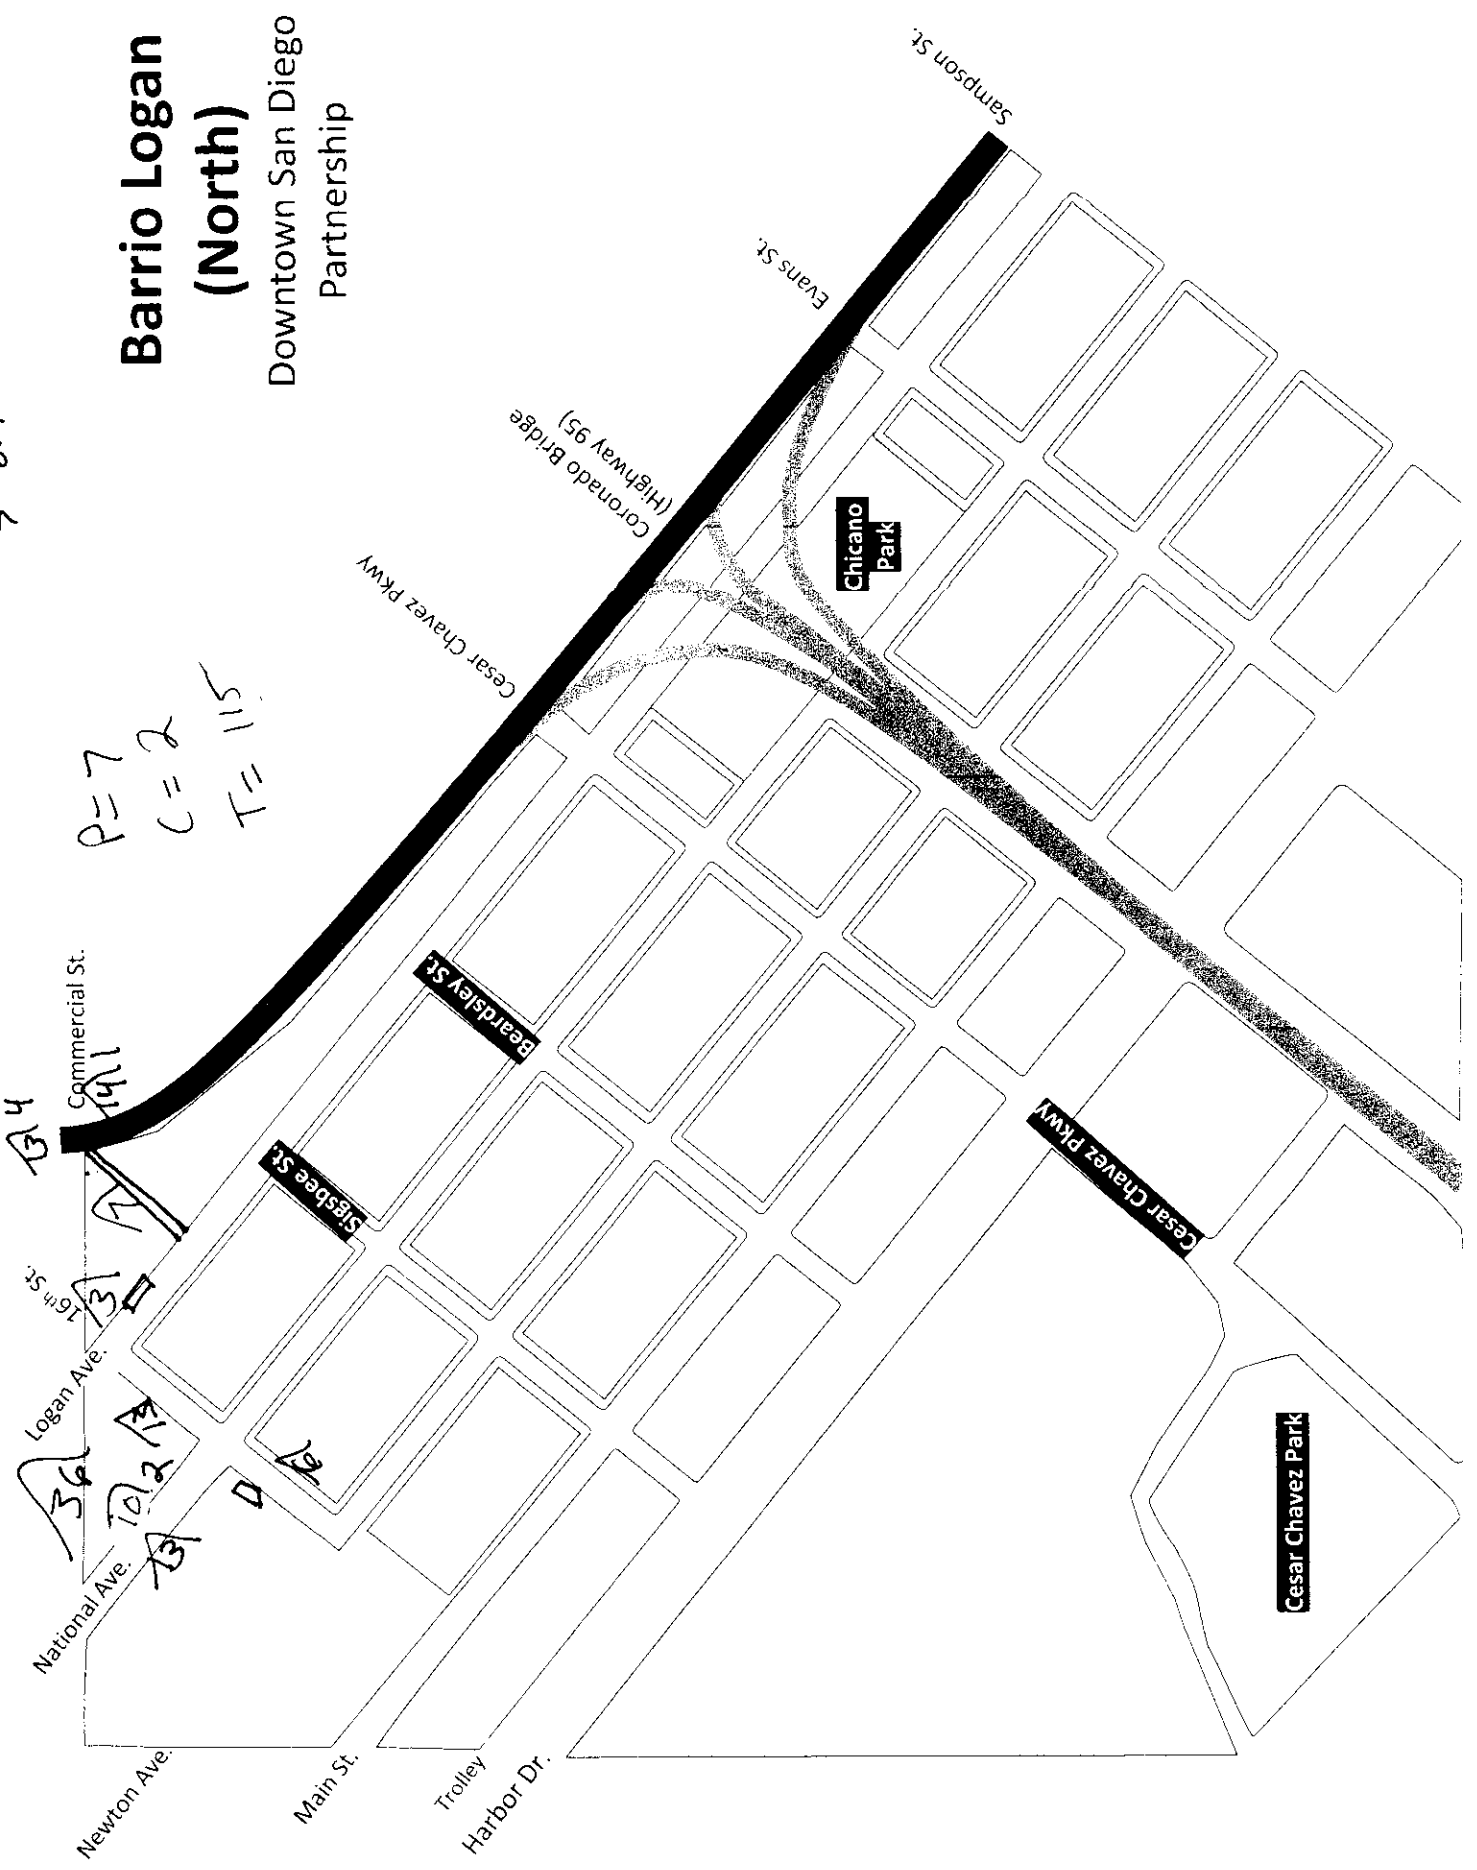 Barrio Logan
(North)
Downtown San Diego
Partnership
P = 7
C = 2
T = 115
Sampson St.
Evans St.
Coronado Bridge
(Highway 95)
Cesar Chavez Pkwy
Commercial St.
16th St.
Logan Ave.
National Ave.
Newton Ave.
Main St.
Trolley
Harbor Dr.
Sigsbee St.
Beardsley St.
Cesar Chavez Pkwy
Chicano
Park
Cesar Chavez Park
3 4
14 1
7
3
36
10 2
13